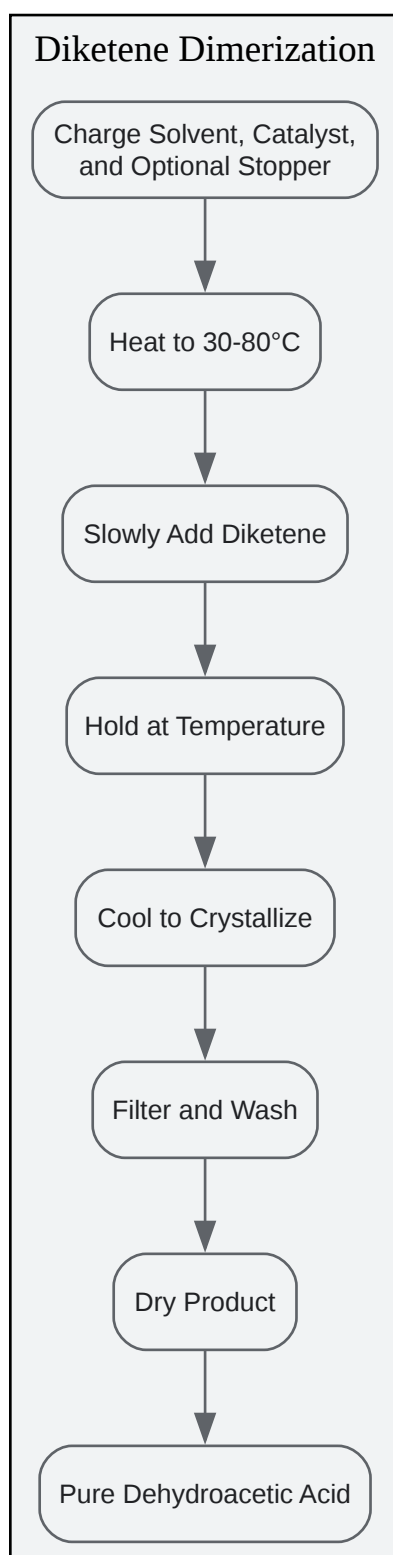 Diketene Dimerization
Charge Solvent, Catalyst,
and Optional Stopper
Heat to 30-80°C
Slowly Add Diketene
Hold at Temperature
Cool to Crystallize
Filter and Wash
Dry Product
Pure Dehydroacetic Acid